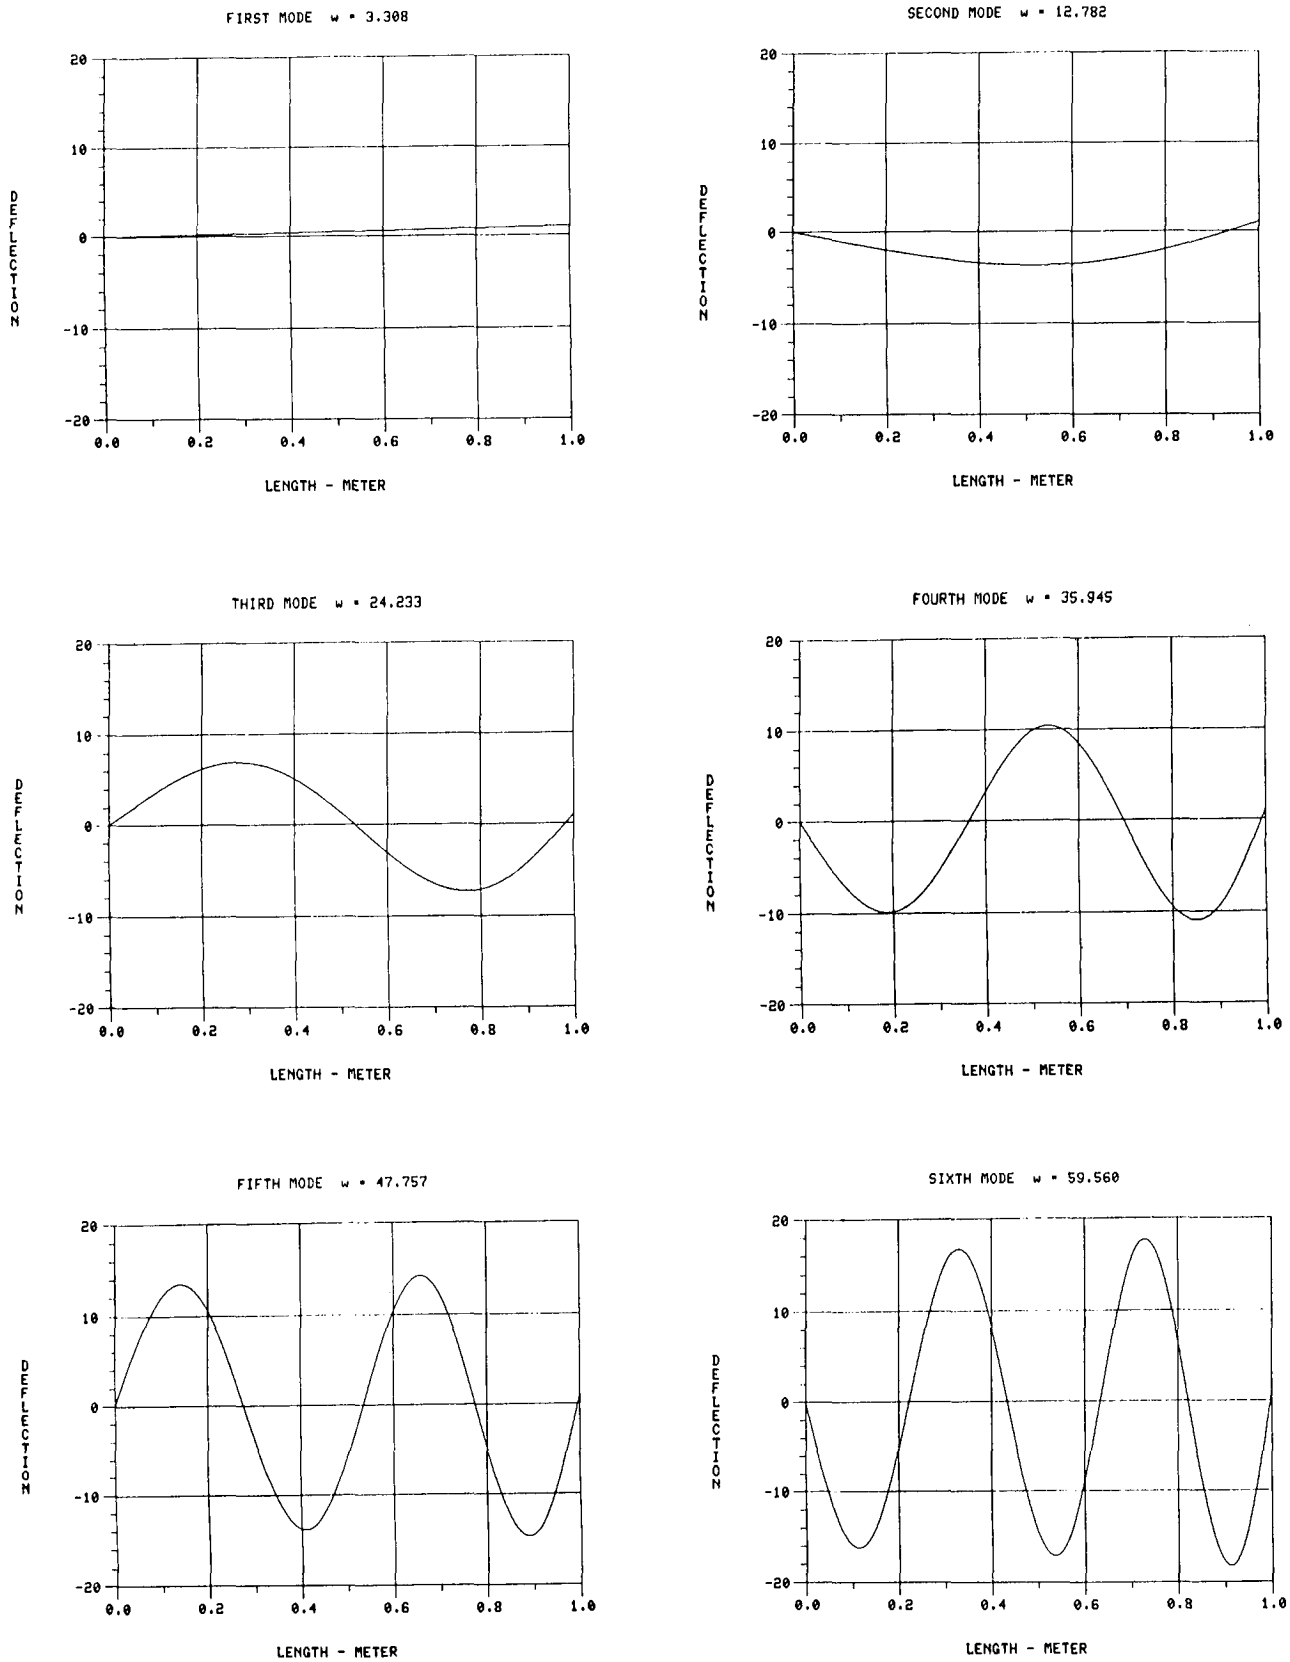 FIRST MODE w = 3.308
20
10
0
-10
-20
DEFLECTION
0.0 0.2 0.4 0.6 0.8 1.0
LENGTH - METER
SECOND MODE w = 12.782
20
10
0
-10
-20
DEFLECTION
0.0 0.2 0.4 0.6 0.8 1.0
LENGTH - METER
THIRD MODE w = 24.233
20
10
0
-10
-20
DEFLECTION
0.0 0.2 0.4 0.6 0.8 1.0
LENGTH - METER
FOURTH MODE w = 35.945
20
10
0
-10
-20
DEFLECTION
0.0 0.2 0.4 0.6 0.8 1.0
LENGTH - METER
FIFTH MODE w = 47.757
20
10
0
-10
-20
DEFLECTION
0.0 0.2 0.4 0.6 0.8 1.0
LENGTH - METER
SIXTH MODE w = 59.560
20
10
0
-10
-20
DEFLECTION
0.0 0.2 0.4 0.6 0.8 1.0
LENGTH - METER